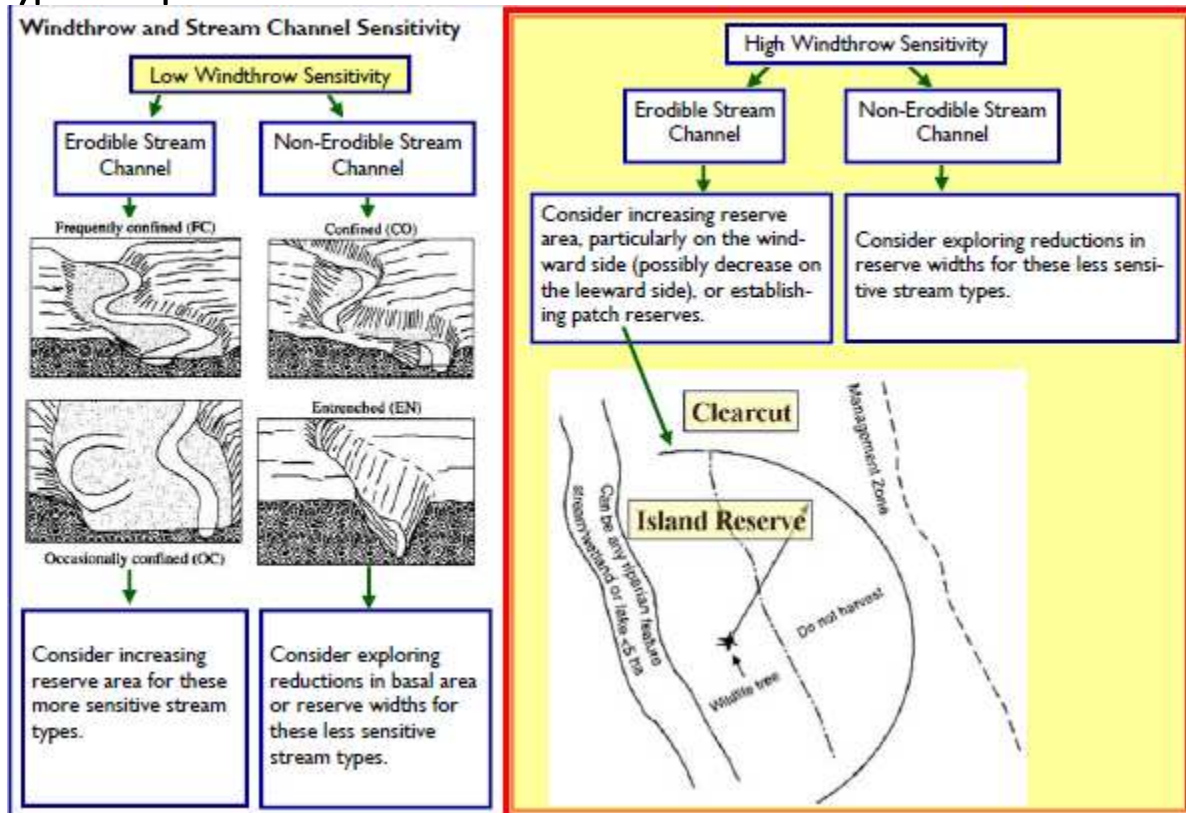 Windthrow and Stream Channel Sensitivity
Low Windthrow Sensitivity
Erodible Stream
Channel
Non-Erodible Stream
Channel
Frequently confined (FC)
Confined (CO)
Occasionally confined (OC)
Entrenched (EN)
Consider increasing
reserve area for these
more sensitive stream
types.
Consider exploring
reductions in basal area
or reserve widths for
these less sensitive
stream types.
High Windthrow Sensitivity
Erodible Stream
Channel
Non-Erodible Stream
Channel
Consider increasing reserve
area, particularly on the wind-
ward side (possibly decrease on
the leeward side), or establish-
ing patch reserves.
Consider exploring reductions in
reserve widths for these less sensi-
tive stream types.
Clearcut
Island Reserve
Management Zone
Can be any riparian feature
stream/wetland or lake <5 ha
Do not harvest
Wildlife tree